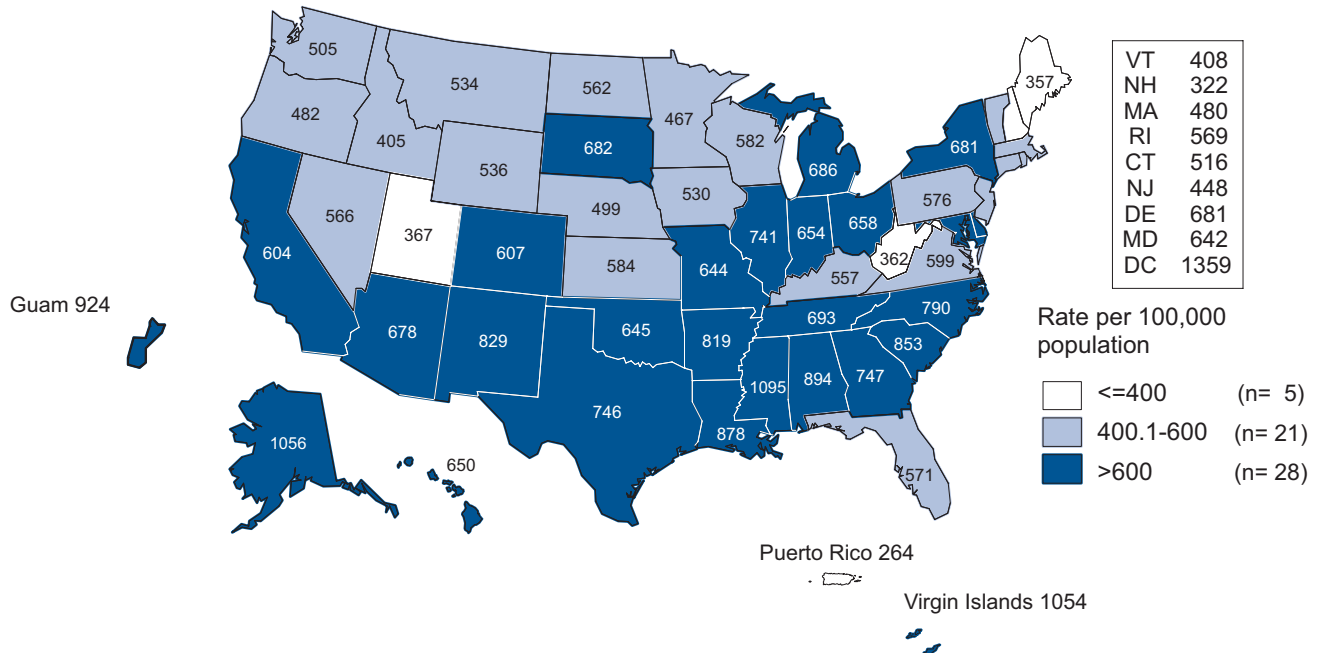 505
534
562
467
357
482
405
536
682
582
686
681
576
566
367
607
499
530
741
654
658
362
599
604
584
644
557
790
678
829
645
819
693
853
746
878
1095
894
747
571
1056
650
Guam 924
Puerto Rico 264
Virgin Islands 1054
VT 408
NH 322
MA 480
RI 569
CT 516
NJ 448
DE 681
MD 642
DC 1359
Rate per 100,000
population
<=400 (n= 5)
400.1-600 (n= 21)
>600 (n= 28)